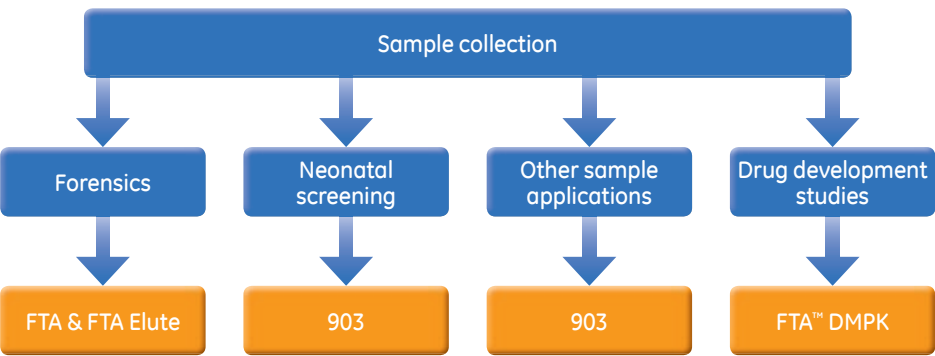 Sample collection
Forensics
Neonatal
screening
Other sample
applications
Drug development
studies
FTA & FTA Elute
903
903
FTA™ DMPK